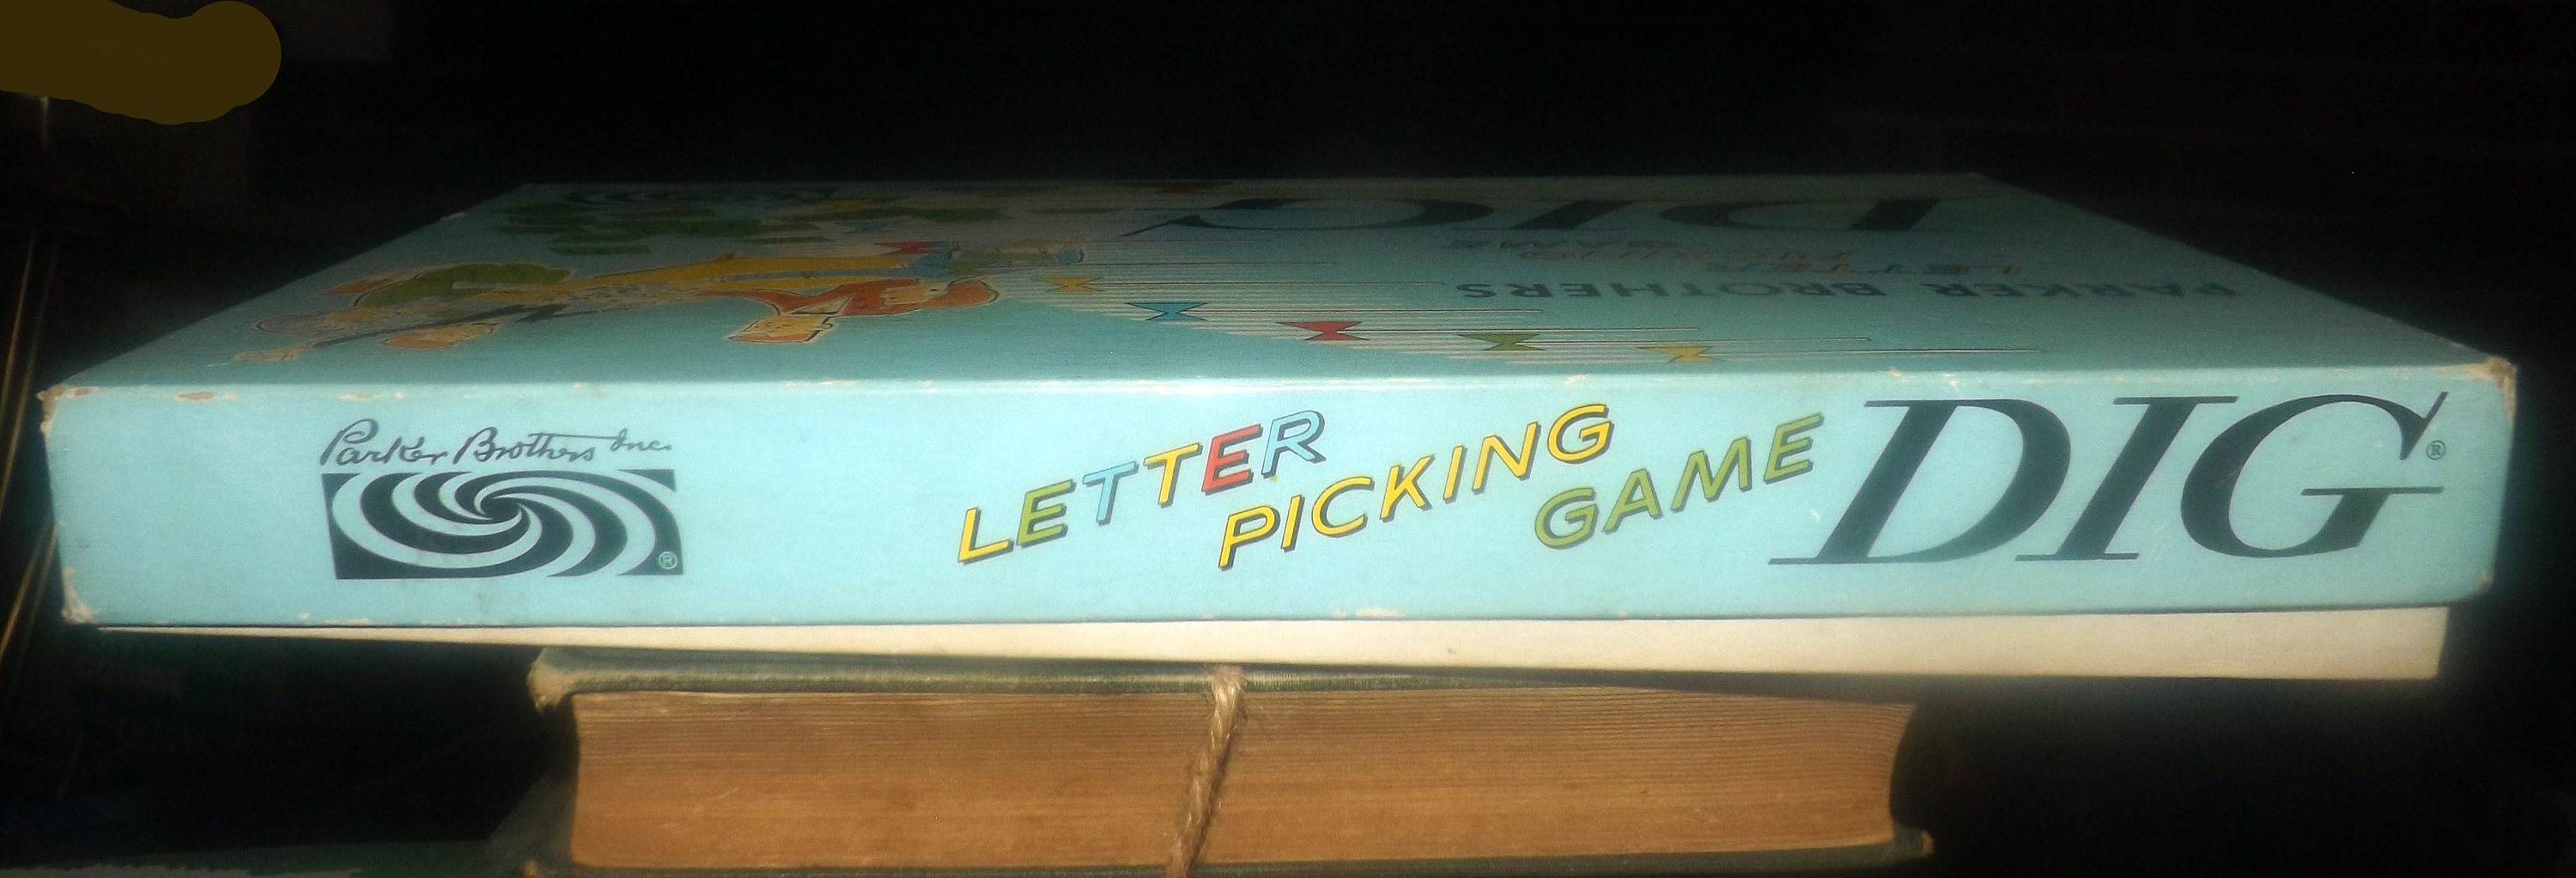 DIG
LETTER
PICKING
GAME
PARKER BROTHERS
Parker Brothers Inc.
®
LETTER
PICKING
GAME
DIG®